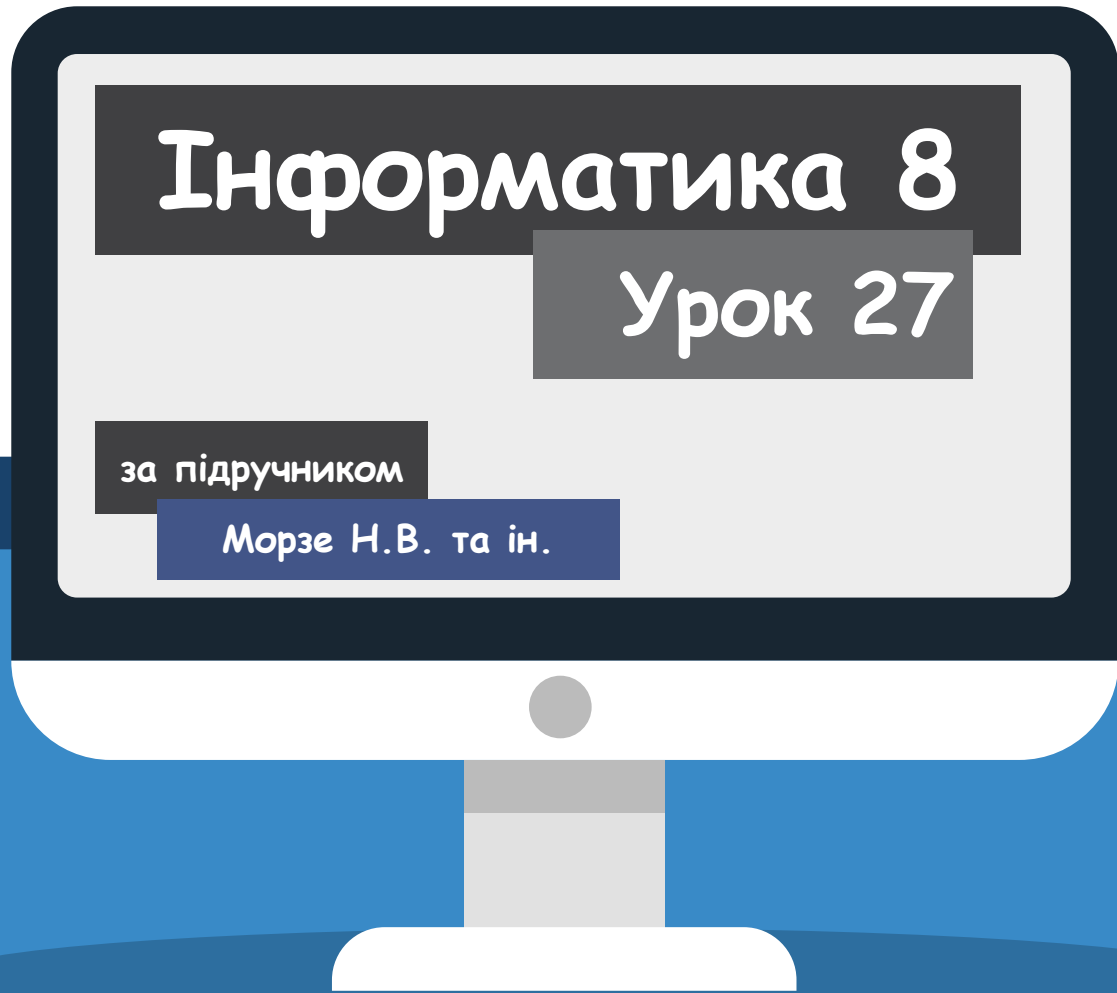 Інформатика 8
Урок 27
за підручником
Морзе Н.В. та ін.